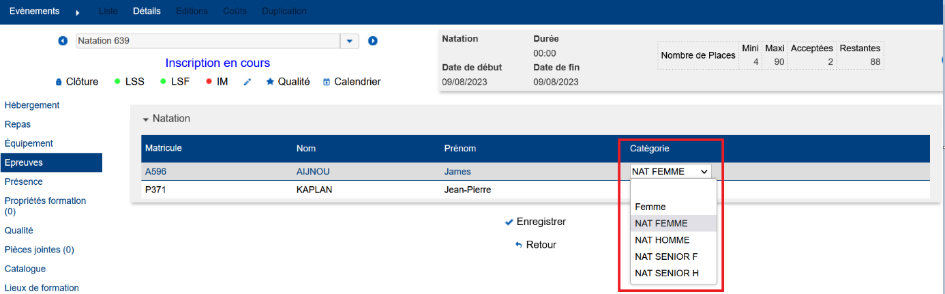 Evènements Liste Détails Editions Coûts Duplication
Natation 639
Inscription en cours
Clôture LSS LSF IM Qualité Calendrier
Natation Durée
00:00
Date de début Date de fin
09/08/2023 09/08/2023
Nombre de Places Mini Maxi Acceptées Restantes
4 90 2 88
Hébergement
Repas
Équipement
Epreuves
Présence
Propriétés formation
(0)
Qualité
Pièces jointes (0)
Catalogue
Lieux de formation
Natation
Matricule Nom Prénom Catégorie
A596 AIJNOU James NAT FEMME
P371 KAPLAN Jean-Pierre
Femme
NAT FEMME
NAT HOMME
NAT SENIOR F
NAT SENIOR H
Enregistrer
Retour